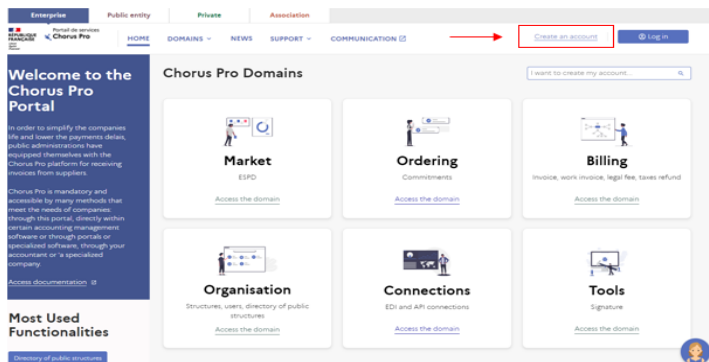 Enterprise Public entity Private Association
RÉPUBLIQUE
FRANÇAISE
Portail de services
Chorus Pro
HOME DOMAINS NEWS SUPPORT COMMUNICATION
Create an account
Log in
Welcome to the
Chorus Pro
Portal
In order to simplify the companies
life and lower the payments delais,
public administrations have
equipped themselves with the
Chorus Pro platform for receiving
invoices from suppliers.
Chorus Pro is mandatory and
accessible by many methods that
meet the needs of companies:
through this portal, directly within
certain accounting management
software or through portals or
specialized software, through your
accountant or 'a specialized
company.
Access documentation
Most Used
Functionalities
Directory of public structures
Chorus Pro Domains
I want to create my account...
Market
ESPD
Access the domain
Ordering
Commitments
Access the domain
Billing
Invoice, work invoice, legal fee, taxes refund
Access the domain
Organisation
Structures, users, directory of public
structures
Access the domain
Connections
EDI and API connections
Access the domain
Tools
Signature
Access the domain